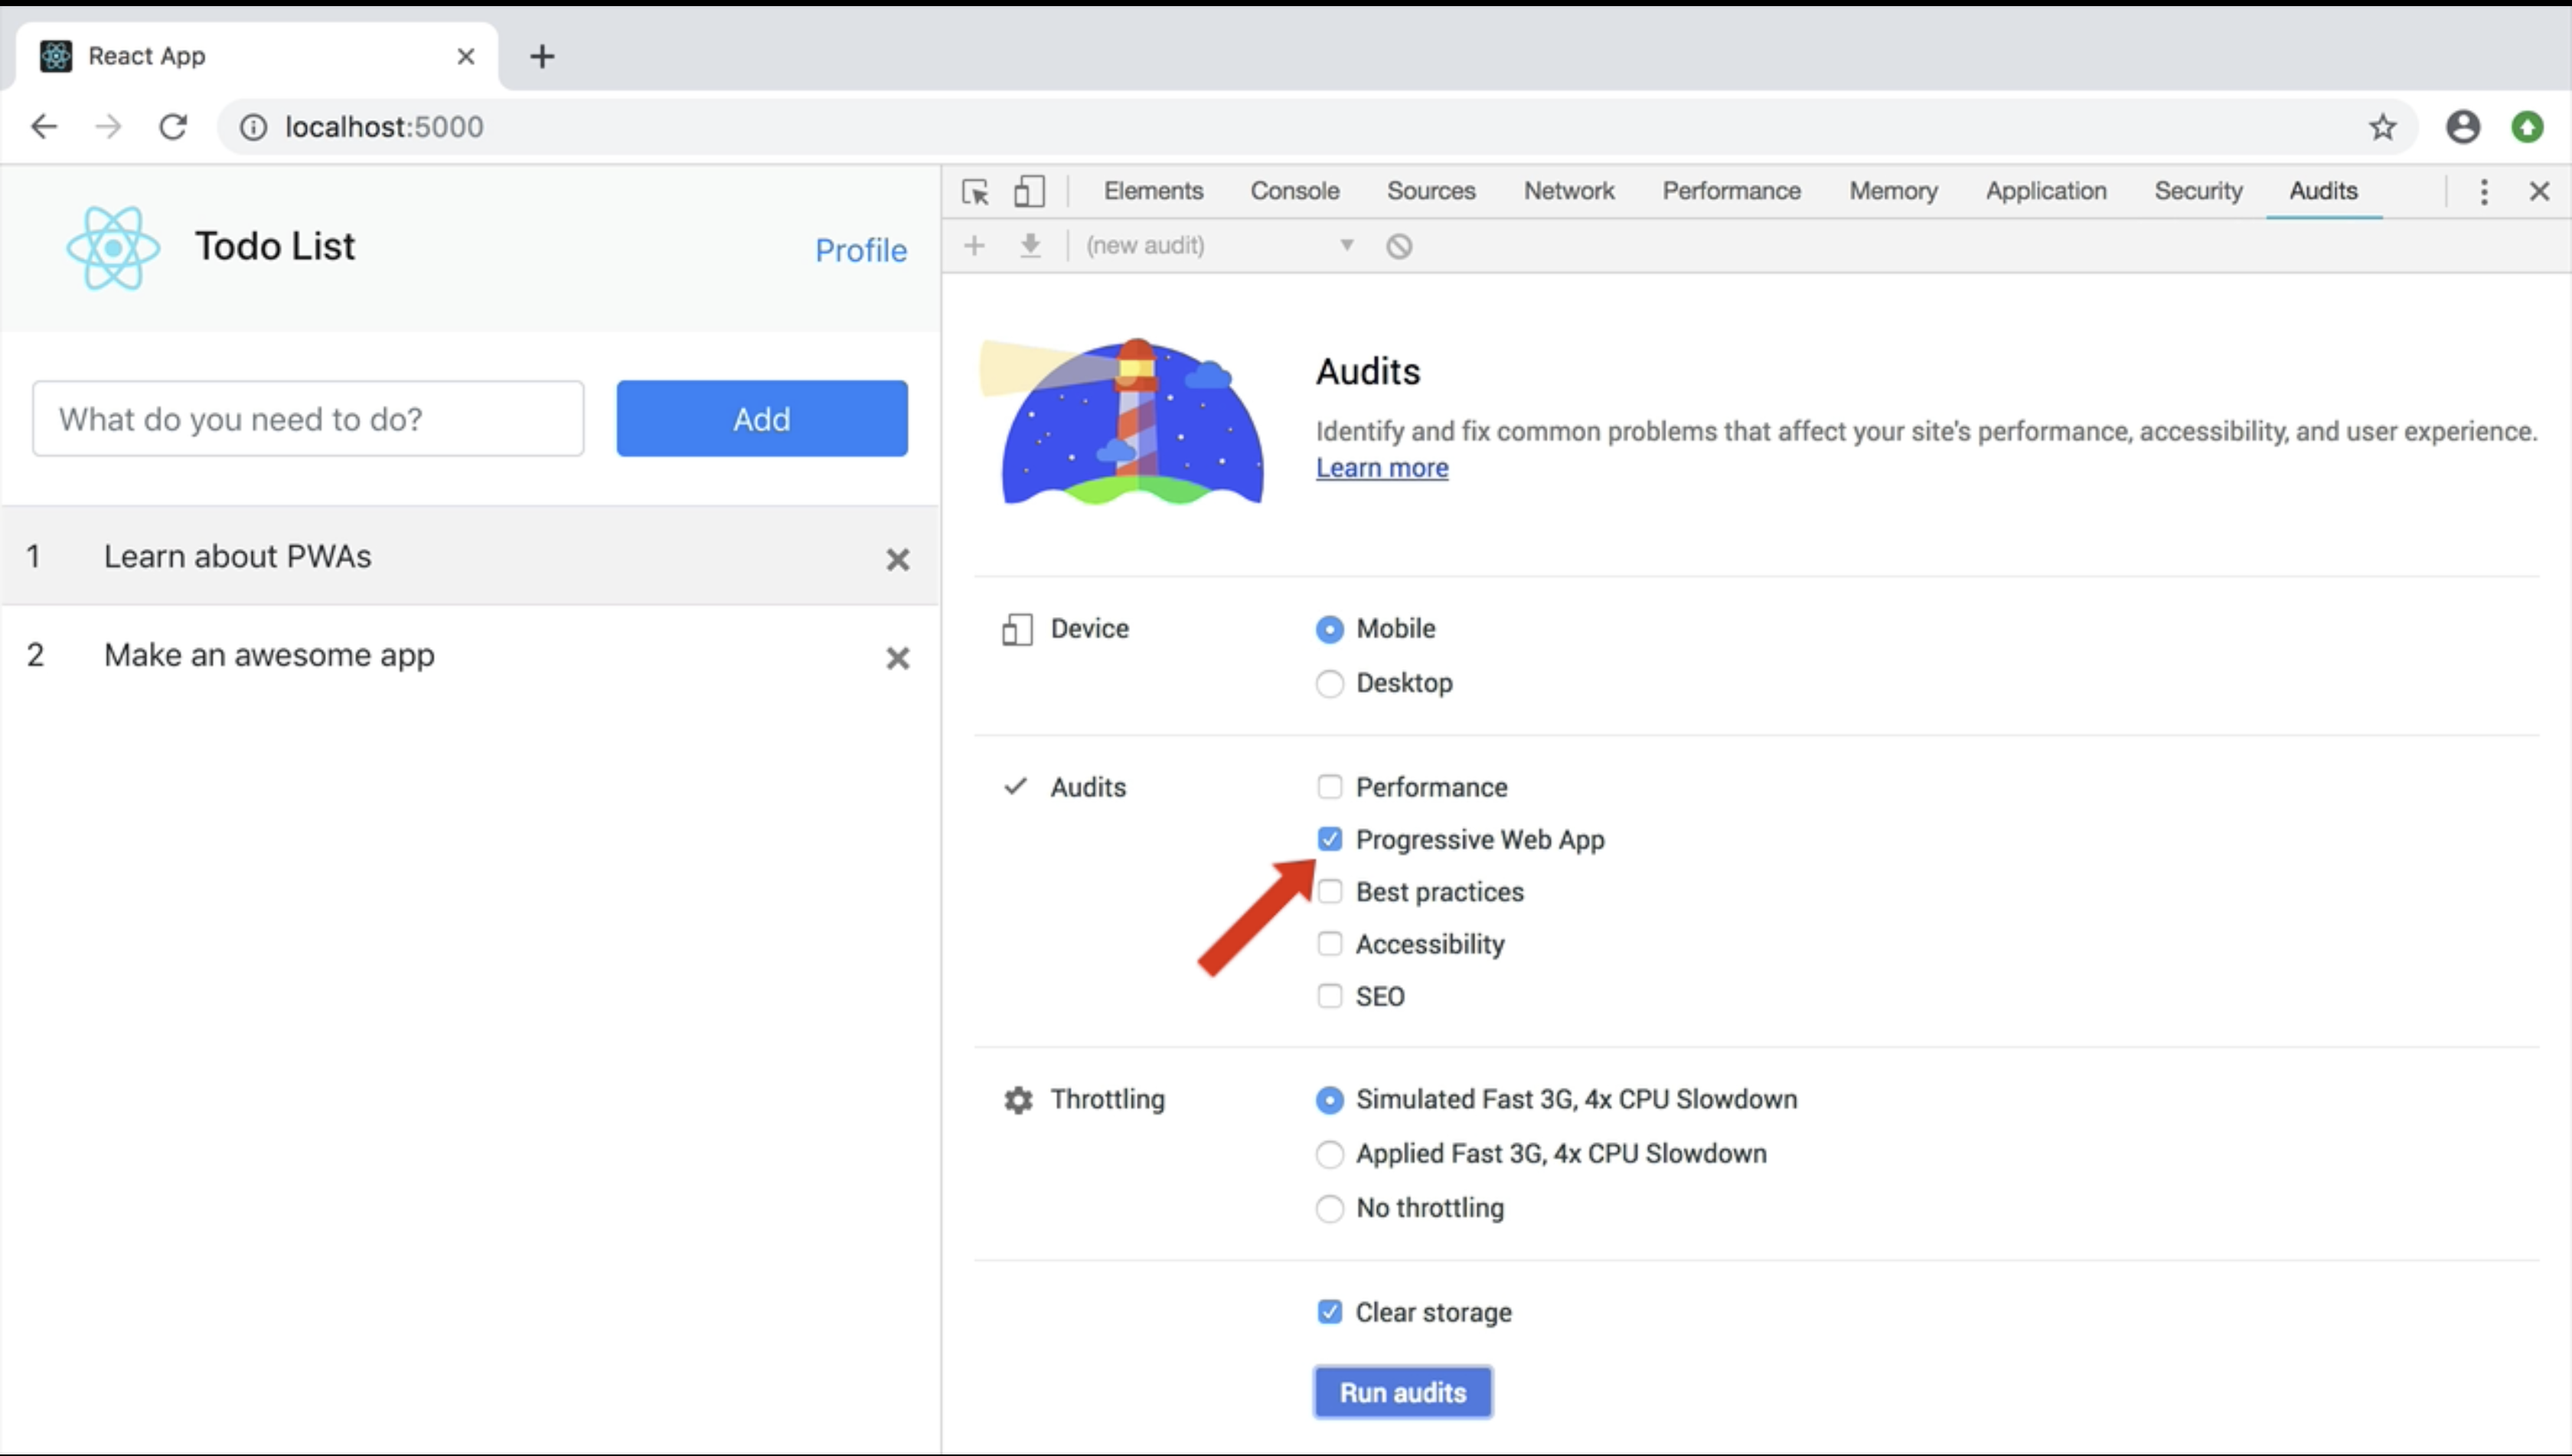 React App
localhost:5000
Todo List
Profile
What do you need to do?
Add
1 Learn about PWAs
2 Make an awesome app
Elements Console Sources Network Performance Memory Application Security Audits
(new audit)
Audits
Identify and fix common problems that affect your site's performance, accessibility, and user experience.
Learn more
Device
Mobile
Desktop
Audits
Performance
Progressive Web App
Best practices
Accessibility
SEO
Throttling
Simulated Fast 3G, 4x CPU Slowdown
Applied Fast 3G, 4x CPU Slowdown
No throttling
Clear storage
Run audits